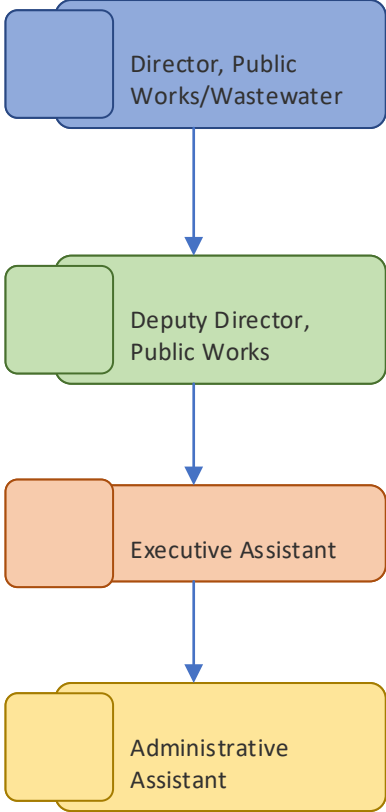 Director, Public
Works/Wastewater
Deputy Director,
Public Works
Executive Assistant
Administrative
Assistant